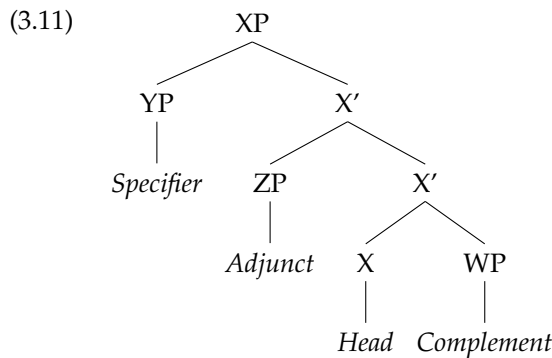 (3.11) XP
YP X'
Specifier ZP X'
Adjunct X WP
Head Complement